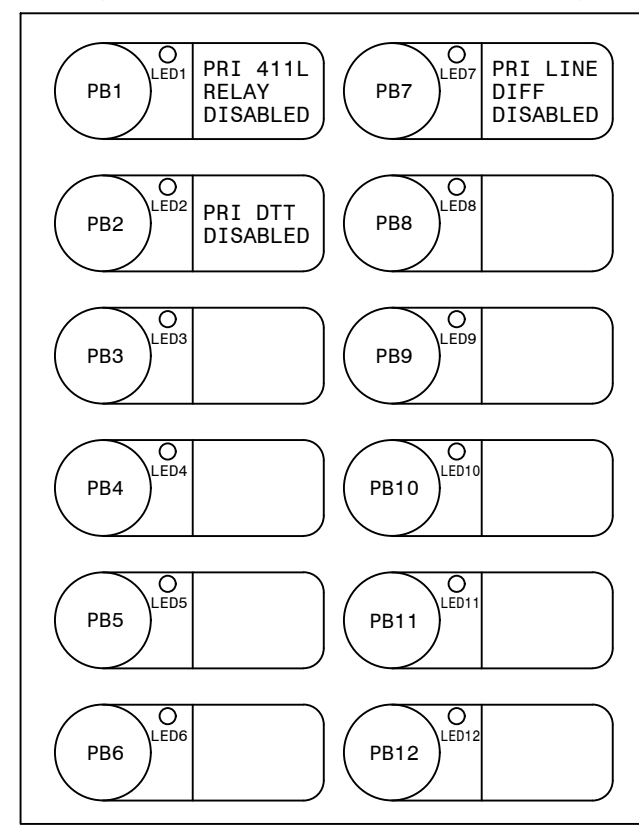 PB1
LED1
PRI 411L
RELAY
DISABLED
PB7
LED7
PRI LINE
DIFF
DISABLED
PB2
LED2
PRI DTT
DISABLED
PB8
LED8
PB3
LED3
PB9
LED9
PB4
LED4
PB10
LED10
PB5
LED5
PB11
LED11
PB6
LED6
PB12
LED12